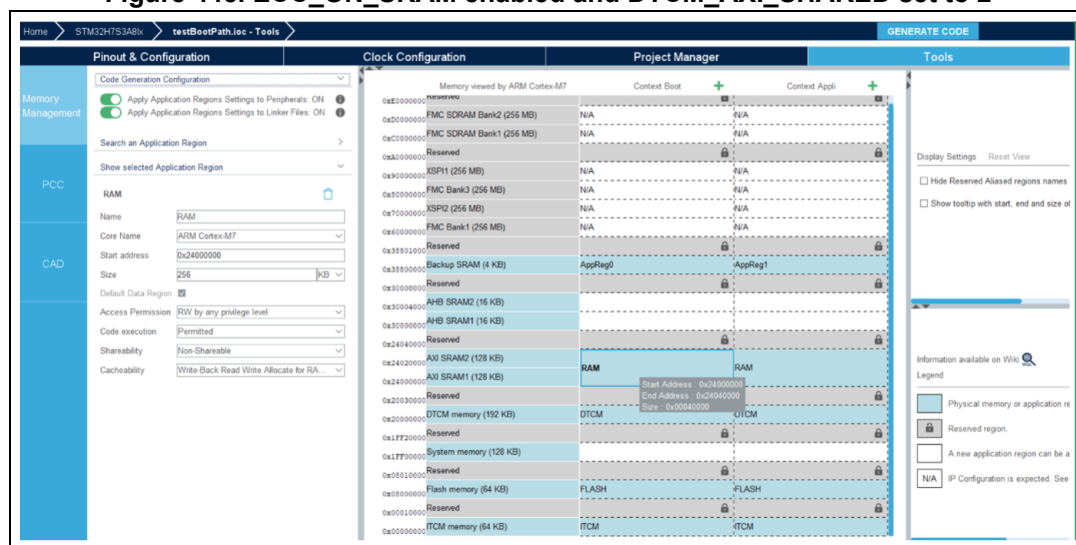 Figure 443. ECC_ON_SRAM enabled and DTCM_AXI_SHARED set to 2
Home
STM32H7S3A8Ix
testBootPath.ioc - Tools
GENERATE CODE
Pinout & Configuration
Clock Configuration
Project Manager
Tools
Memory Management
PCC
CAD
Code Generation Configuration
Apply Application Regions Settings to Peripherals: ON
Apply Application Regions Settings to Linker Files: ON
Search an Application Region
Show selected Application Region
RAM
Name RAM
Core Name ARM Cortex-M7
Start address 0x24000000
Size 256 KB
Default Data Region
Access Permission RW by any privilege level
Code execution Permitted
Shareability Non-Shareable
Cacheability Write-Back Read Write Allocate for RA...
Memory viewed by ARM Cortex-M7 Context Boot + Context Appli +
0xE0000000 Reserved
0xD0000000 FMC SDRAM Bank2 (256 MB) N/A N/A
0xC0000000 FMC SDRAM Bank1 (256 MB) N/A N/A
0xA0000000 Reserved
0x90000000 XSPI1 (256 MB) N/A N/A
0x80000000 FMC Bank3 (256 MB) N/A N/A
0x70000000 XSPI2 (256 MB) N/A N/A
0x60000000 FMC Bank1 (256 MB) N/A N/A
0x38801000 Reserved
0x38800000 Backup SRAM (4 KB) AppReg0 AppReg1
0x30008000 Reserved
0x30004000 AHB SRAM2 (16 KB)
0x30000000 AHB SRAM1 (16 KB)
0x24040000 Reserved
0x24020000 AXI SRAM2 (128 KB) RAM RAM
0x24000000 AXI SRAM1 (128 KB)
Start Address : 0x24000000
End Address : 0x24040000
Size : 0x00040000
0x20030000 Reserved
0x20000000 DTCM memory (192 KB) DTCM DTCM
0x1FF20000 Reserved
0x1FF00000 System memory (128 KB)
0x08010000 Reserved
0x08000000 Flash memory (64 KB) FLASH FLASH
0x00010000 Reserved
0x00000000 ITCM memory (64 KB) ITCM ITCM
Display Settings Reset View
Hide Reserved Aliased regions names
Show tooltip with start, end and size of
Information available on Wiki
Legend
Physical memory or application re
Reserved region.
A new application region can be a
N/A IP Configuration is expected. See